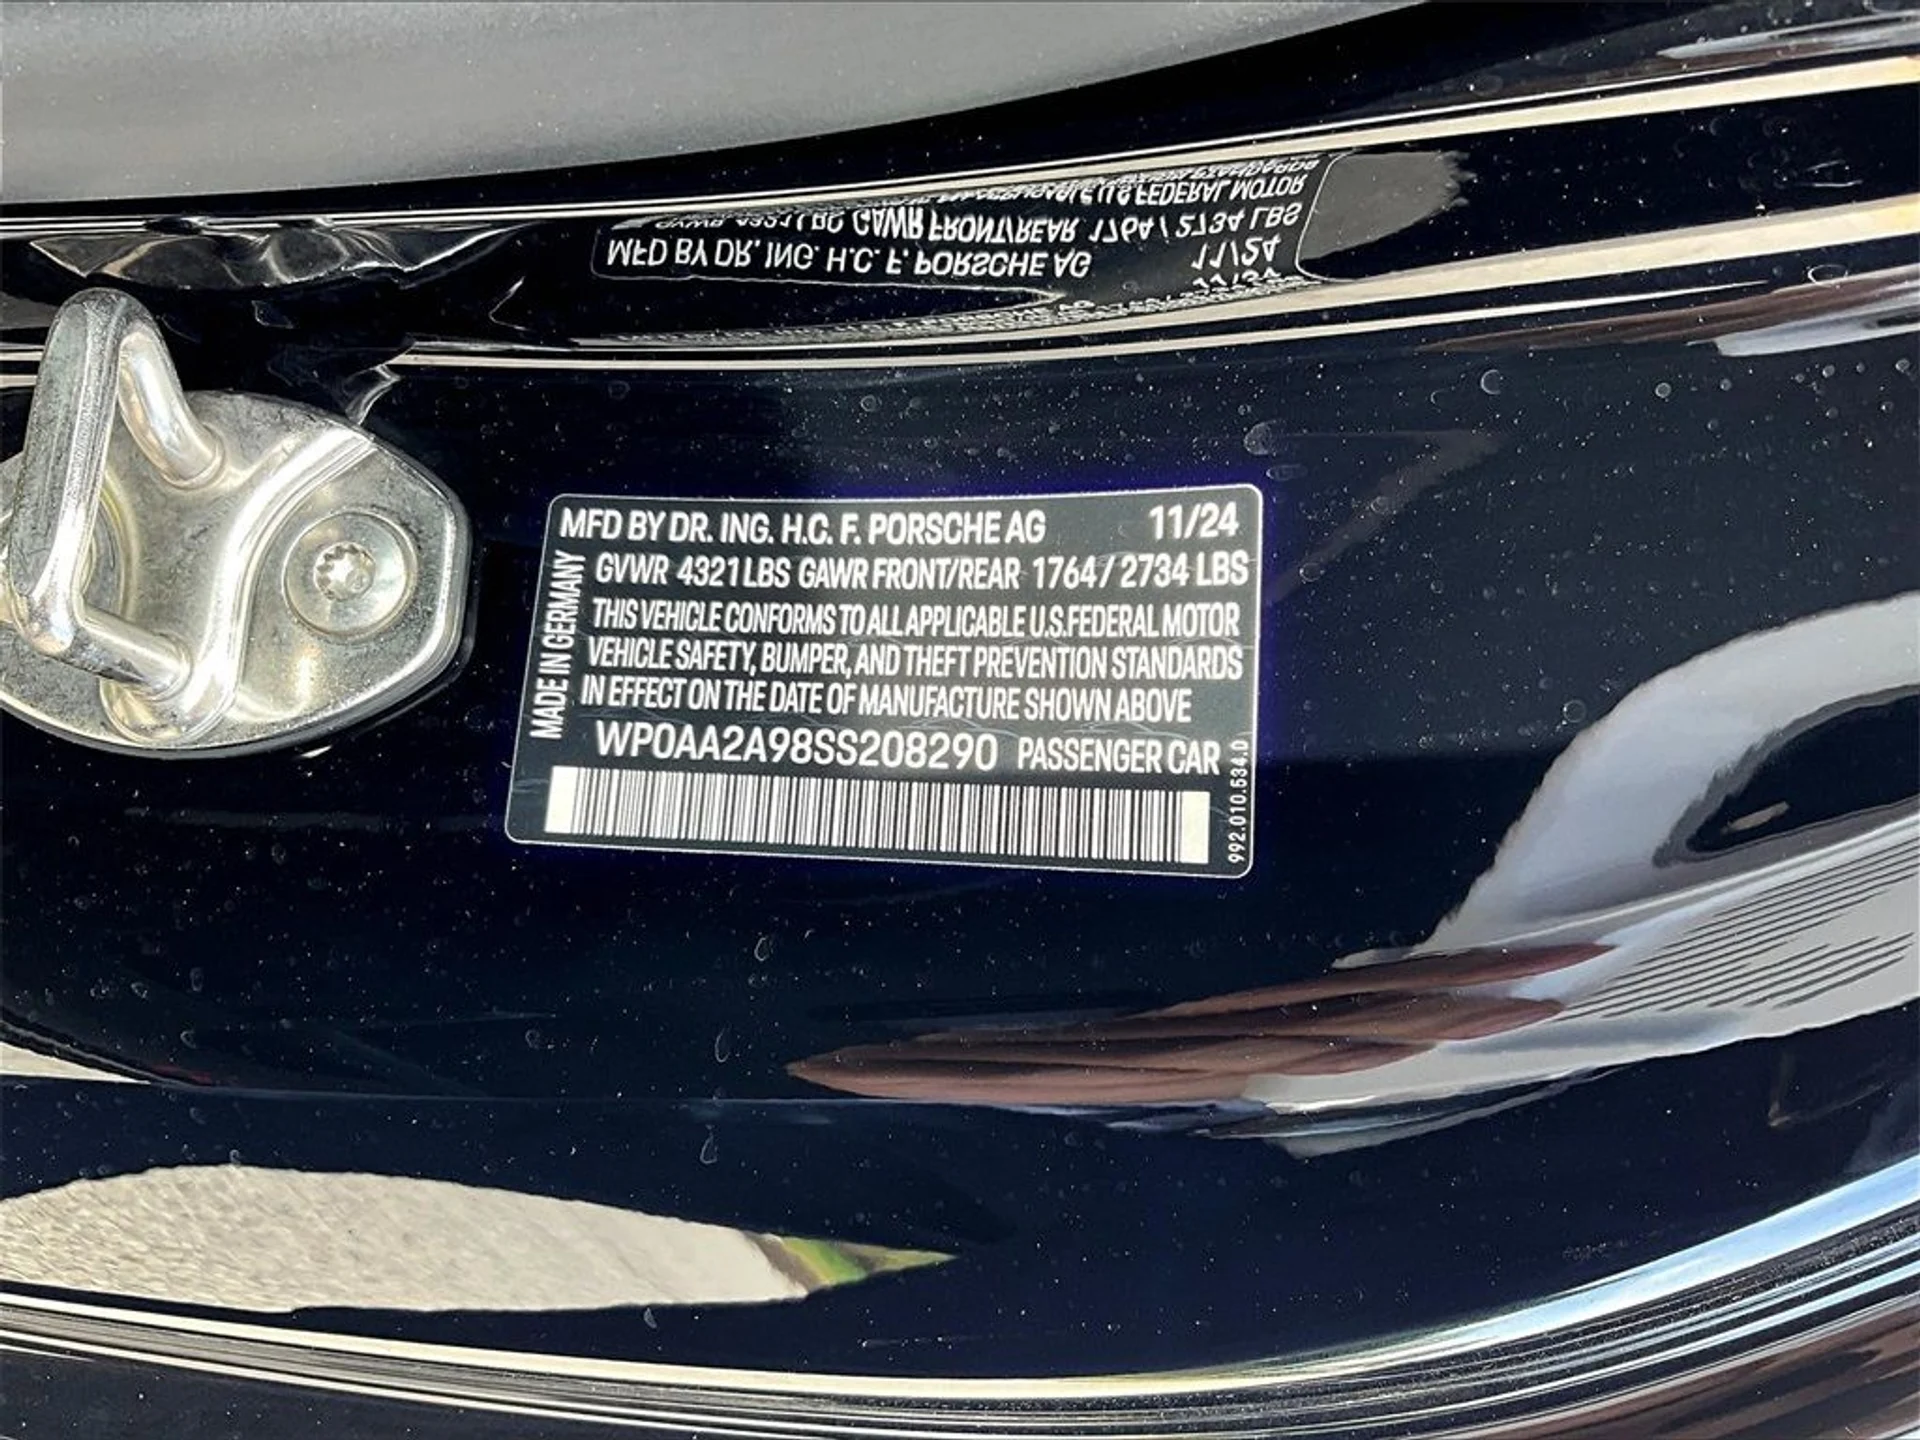 MFD BY DR. ING. H.C. F. PORSCHE AG 11/24
GVWR 4321 LBS GAWR FRONT/REAR 1764 / 2734 LBS
THIS VEHICLE CONFORMS TO ALL APPLICABLE U.S. FEDERAL MOTOR
VEHICLE SAFETY, BUMPER, AND THEFT PREVENTION STANDARDS
IN EFFECT ON THE DATE OF MANUFACTURE SHOWN ABOVE
WP0AA2A98SS208290 PASSENGER CAR
MADE IN GERMANY
992.010.634.0